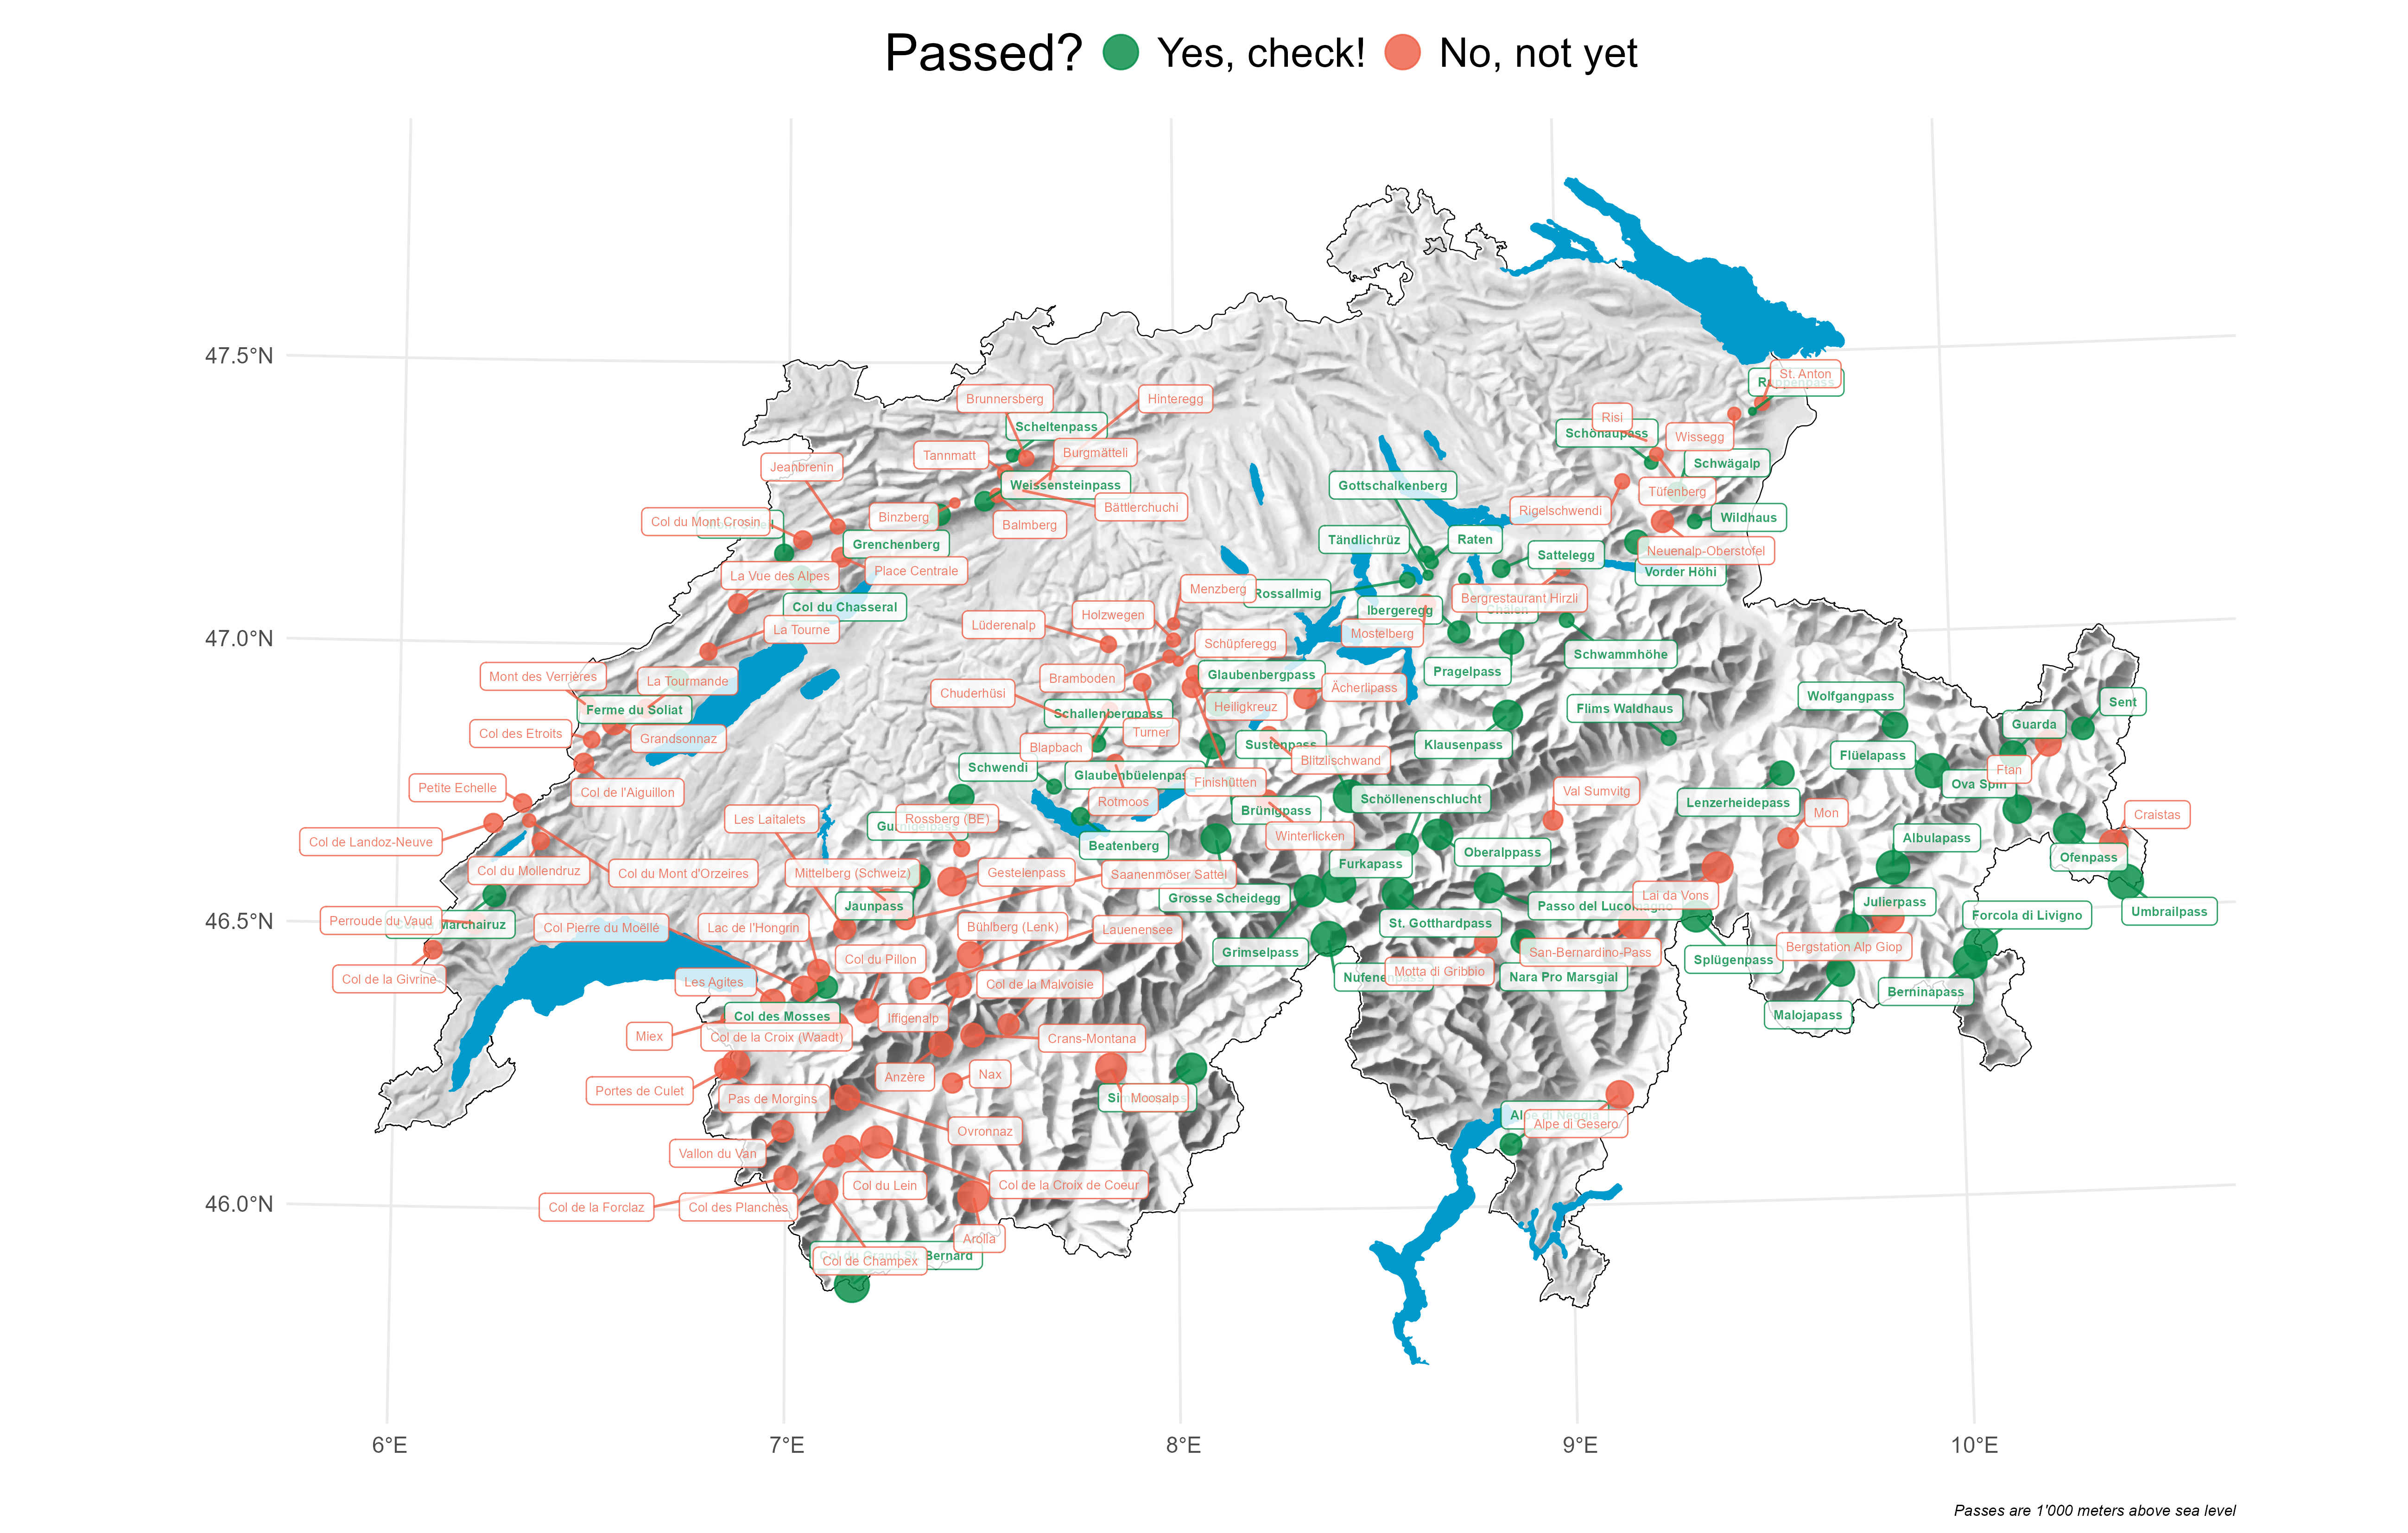 Passed? Yes, check! No, not yet
47.5°N
47.0°N
46.5°N
46.0°N
6°E
7°E
8°E
9°E
10°E
St. Anton
Ruppenpass
Brunnersberg
Hinteregg
Risi
Scheltenpass
Schönaupass
Wissegg
Tannmatt
Burgmätteli
Jeanbrenin
Schwägalp
Weissensteinpass
Gottschalkenberg
Tüfenberg
Bättlerchuchi
Rigelschwendi
Binzberg
Wildhaus
Col du Mont Crosin
Balmberg
Tändlichrüz
Raten
Grenchenberg
Sattelegg
Neuenalp-Oberstofel
Place Centrale
Vorder Höhi
La Vue des Alpes
Menzberg
Rossallmig
Bergrestaurant Hirzli
Col du Chasseral
Ibergeregg
Chälen
Holzwegen
Lüderenalp
La Tourne
Mostelberg
Schüpferegg
Schwammhöhe
Pragelpass
Glaubenbergpass
Mont des Verrières
Bramboden
La Tourmande
Ächerlipass
Chuderhüsi
Wolfgangpass
Sent
Heiligkreuz
Flims Waldhaus
Ferme du Soliat
Schallenbergpass
Guarda
Turner
Col des Etroits
Grandsonnaz
Sustenpass
Klausenpass
Blapbach
Flüelapass
Blitzlischwand
Schwendi
Ftan
Glaubenbüelenpass
Finishütten
Ova Spin
Petite Echelle
Val Sumvitg
Col de l'Aiguillon
Schöllenenschlucht
Rotmoos
Lenzerheidepass
Brünigpass
Mon
Craistas
Les Laitalets
Rossberg (BE)
Gurnigelpass
Winterlicken
Albulapass
Col de Landoz-Neuve
Beatenberg
Oberalppass
Ofenpass
Furkapass
Col du Mollendruz
Col du Mont d'Orzeires
Mittelberg (Schweiz)
Gestelenpass
Saanenmöser Sattel
Lai da Vons
Grosse Scheidegg
Julierpass
Jaunpass
Passo del Lucomagno
Umbrailpass
Forcola di Livigno
Perroude du Vaud
Col du Marchairuz
St. Gotthardpass
Col Pierre du Moëllé
Lac de l'Hongrin
Bühlberg (Lenk)
Lauenensee
Bergstation Alp Giop
Grimselpass
San-Bernardino-Pass
Col du Pillon
Splügenpass
Motta di Gribbio
Nufenenpass
Nara Pro Marsgial
Col de la Givrine
Les Agites
Col de la Malvoisie
Berninapass
Col des Mosses
Iffigenalp
Malojapass
Miex
Col de la Croix (Waadt)
Crans-Montana
Nax
Anzère
Portes de Culet
Pas de Morgins
Simplonpass
Moosalp
Alpe di Neggia
Alpe di Gesero
Ovronnaz
Vallon du Van
Col du Lein
Col de la Croix de Coeur
Col de la Forclaz
Col des Planches
Arolla
Col du Grand St. Bernard
Col de Champex
Passes are 1'000 meters above sea level